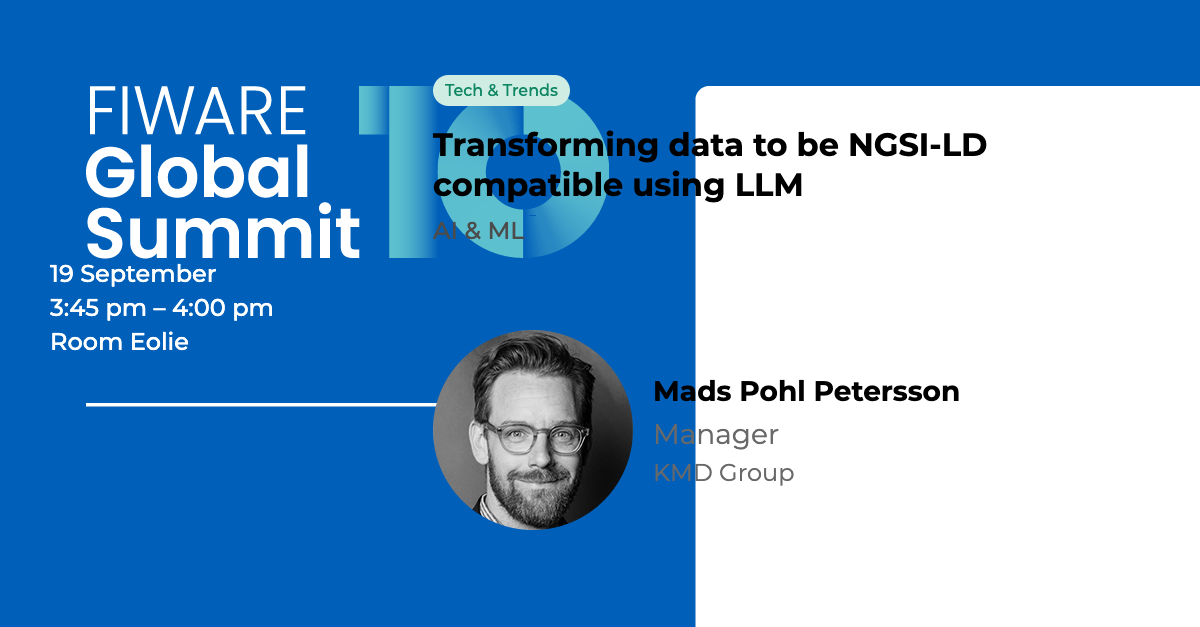 FIWARE
Global
Summit
10
19 September
3:45 pm – 4:00 pm
Room Eolie
Tech & Trends
Transforming data to be NGSI-LD
compatible using LLM
AI & ML
Mads Pohl Petersson
Manager
KMD Group